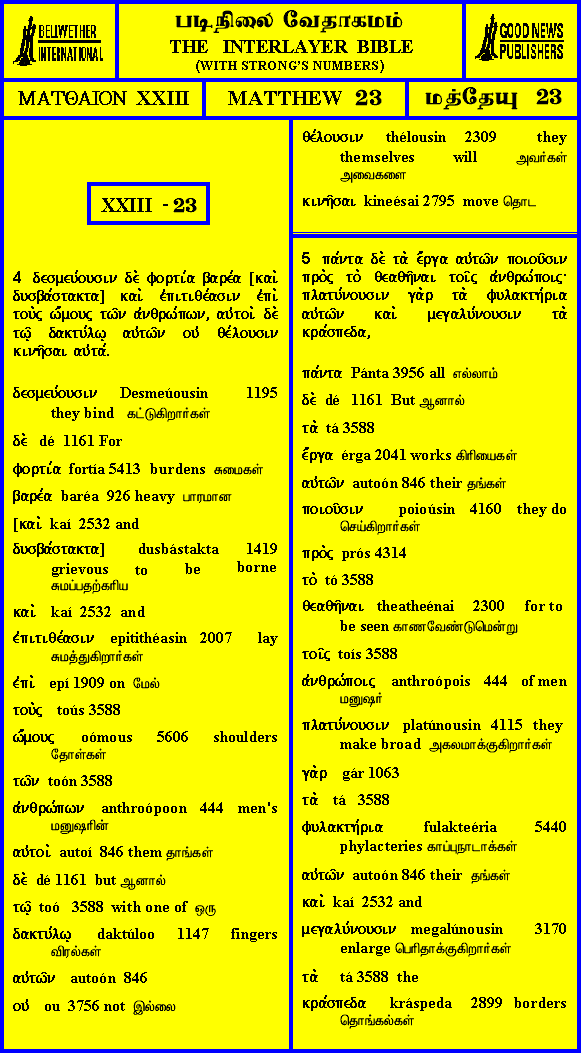 BELLWETHER
INTERNATIONAL
படிநிலை வேதாகமம்
THE INTERLAYER BIBLE
(WITH STRONG'S NUMBERS)
GOOD NEWS
PUBLISHERS
ΜΑΤΘΑΙΟΝ XXIII
MATTHEW 23
மத்தேயு 23
XXIII - 23
4 δεσμεύουσιν δὲ φορτία βαρέα [καὶ
δυσβάστακτα] καὶ ἐπιτιθέασιν ἐπὶ
τοὺς ὤμους τῶν ἀνθρώπων, αὐτοὶ δὲ
τῷ δακτύλῳ αὐτῶν οὐ θέλουσιν
κινῆσαι αὐτά.
δεσμεύουσιν Desmeúousin 1195
they bind கட்டுகிறார்கள்
δὲ dé 1161 For
φορτία fortía 5413 burdens சுமைகள்
βαρέα baréa 926 heavy பாரமான
[καὶ kaí 2532 and
δυσβάστακτα] dusbástakta 1419
grievous to be borne
சுமப்பதற்கரிய
καὶ kaí 2532 and
ἐπιτιθέασιν epitithéasin 2007 lay
சுமத்துகிறார்கள்
ἐπὶ epí 1909 on மேல்
τοὺς toús 3588
ὤμους oómous 5606 shoulders
தோள்கள்
τῶν toón 3588
ἀνθρώπων anthroópoon 444 men's
மனுஷரின்
αὐτοὶ autoí 846 them தாங்கள்
δὲ dé 1161 but ஆனால்
τῷ toó 3588 with one of ஒரு
δακτύλῳ daktúloo 1147 fingers
விரல்கள்
αὐτῶν autoón 846
οὐ ou 3756 not இல்லை
θέλουσιν thélousin 2309 they
themselves will அவர்கள்
அவைகளை
κινῆσαι kineésai 2795 move தொட
5 πάντα δὲ τὰ ἔργα αὐτῶν ποιοῦσιν
πρὸς τὸ θεαθῆναι τοῖς ἀνθρώποις·
πλατύνουσιν γὰρ τὰ φυλακτήρια
αὐτῶν καὶ μεγαλύνουσιν τὰ
κράσπεδα,
πάντα Pánta 3956 all எல்லாம்
δὲ dé 1161 But ஆனால்
τὰ tá 3588
ἔργα érga 2041 works கிரியைகள்
αὐτῶν autoón 846 their தங்கள்
ποιοῦσιν poioúsin 4160 they do
செய்கிறார்கள்
πρὸς prós 4314
τὸ tó 3588
θεαθῆναι theatheénai 2300 for to
be seen காணவேண்டுமென்று
τοῖς toís 3588
ἀνθρώποις anthroópois 444 of men
மனுஷர்
πλατύνουσιν platúnousin 4115 they
make broad அகலமாக்குகிறார்கள்
γὰρ gár 1063
τὰ tá 3588
φυλακτήρια fulakteéria 5440
phylacteries காப்புநாடாக்கள்
αὐτῶν autoón 846 their தங்கள்
καὶ kaí 2532 and
μεγαλύνουσιν megalúnousin 3170
enlarge பெரிதாக்குகிறார்கள்
τὰ tá 3588 the
κράσπεδα kráspeda 2899 borders
தொங்கல்கள்